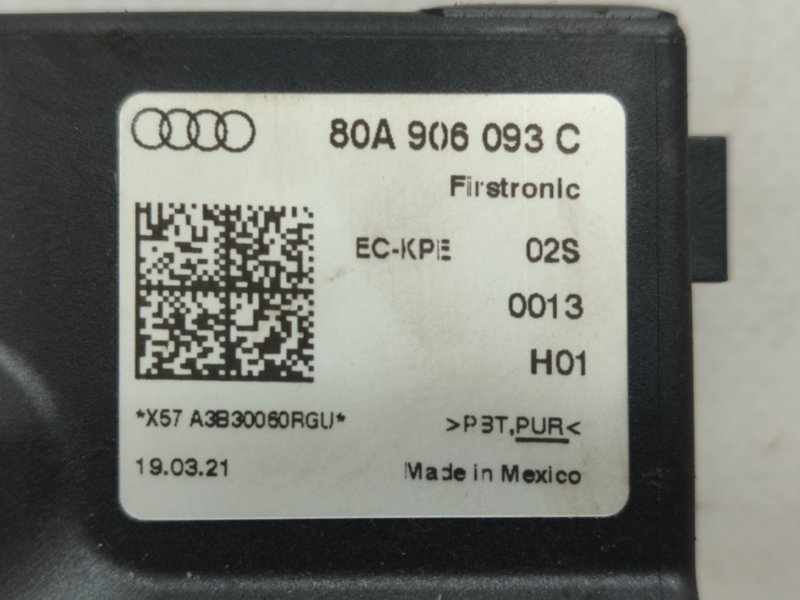 80A 906 093 C
Firstronic
EC-KPE 02S
0013
H01
*X57 A3B30060RGU*
>PBT,PUR<
19.03.21
Made in Mexico